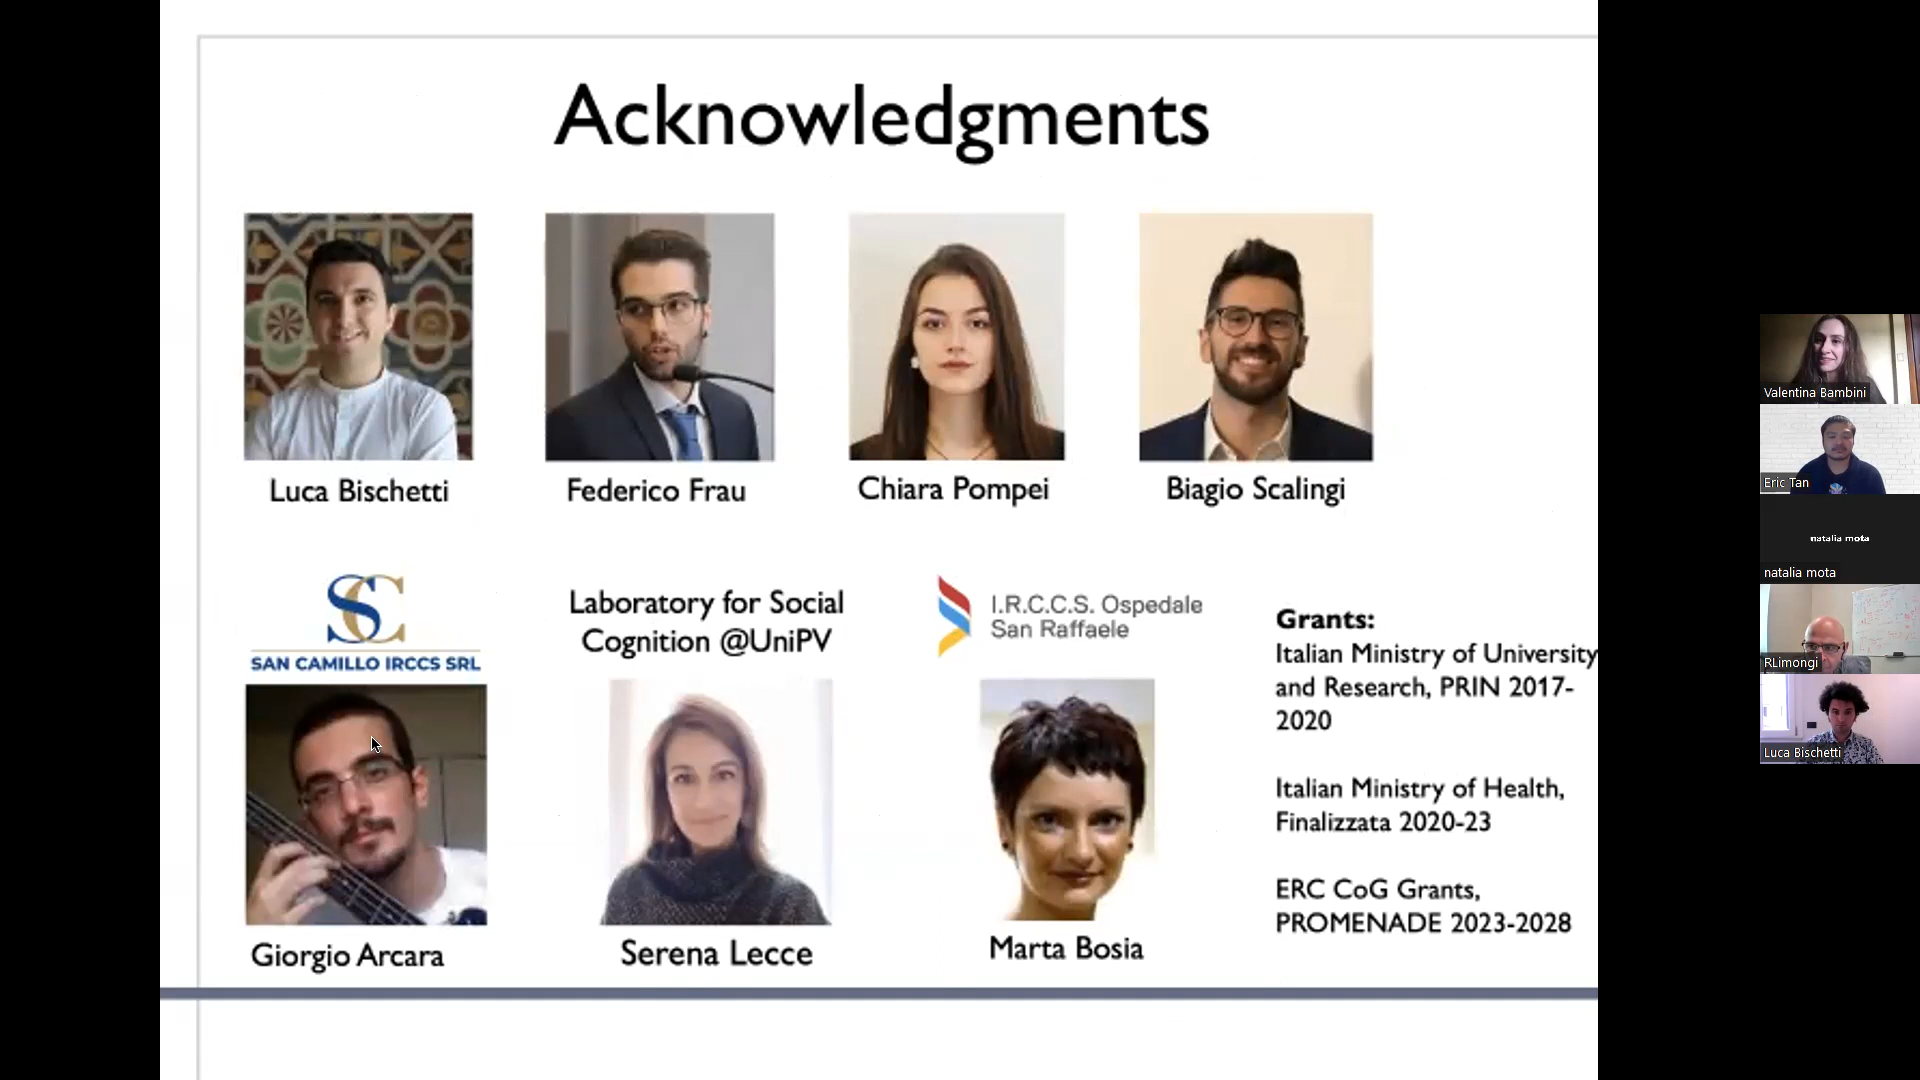 Acknowledgments
Luca Bischetti
Federico Frau
Chiara Pompei
Biagio Scalingi
SC
SAN CAMILLO IRCCS SRL
Laboratory for Social
Cognition @UniPV
I.R.C.C.S. Ospedale
San Raffaele
Giorgio Arcara
Serena Lecce
Marta Bosia
Grants:
Italian Ministry of University
and Research, PRIN 2017-
2020
Italian Ministry of Health,
Finalizzata 2020-23
ERC CoG Grants,
PROMENADE 2023-2028
Valentina Bambini
Eric Tan
natalia mota
natalia mota
RLimongi
Luca Bischetti